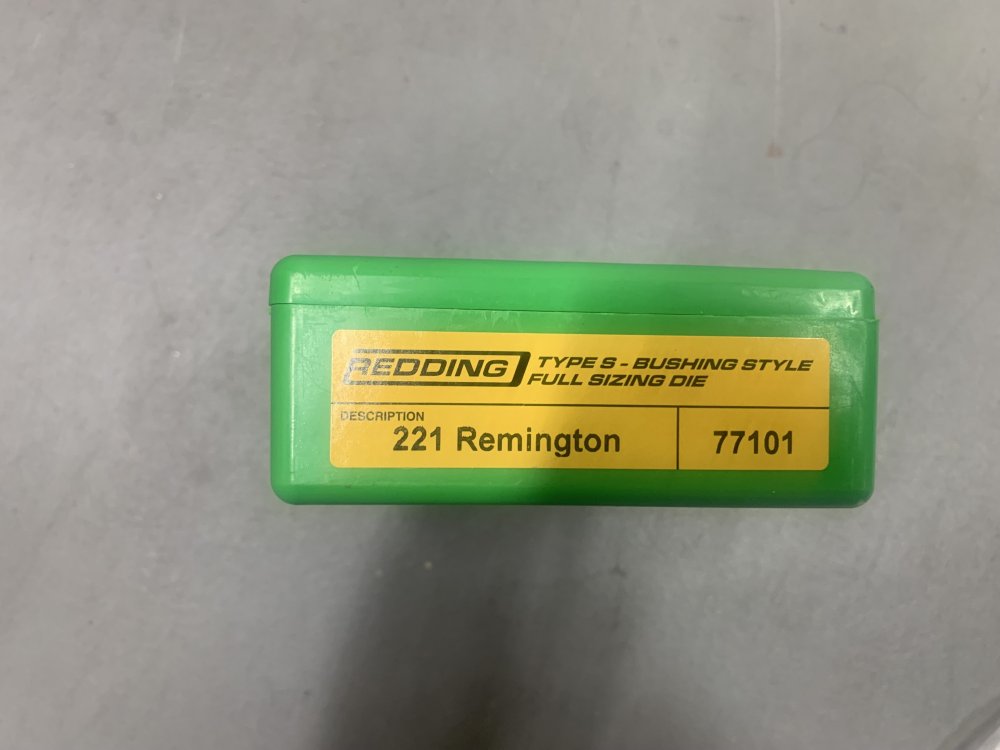 REDDING
TYPE S - BUSHING STYLE
FULL SIZING DIE
DESCRIPTION
221 Remington
77101